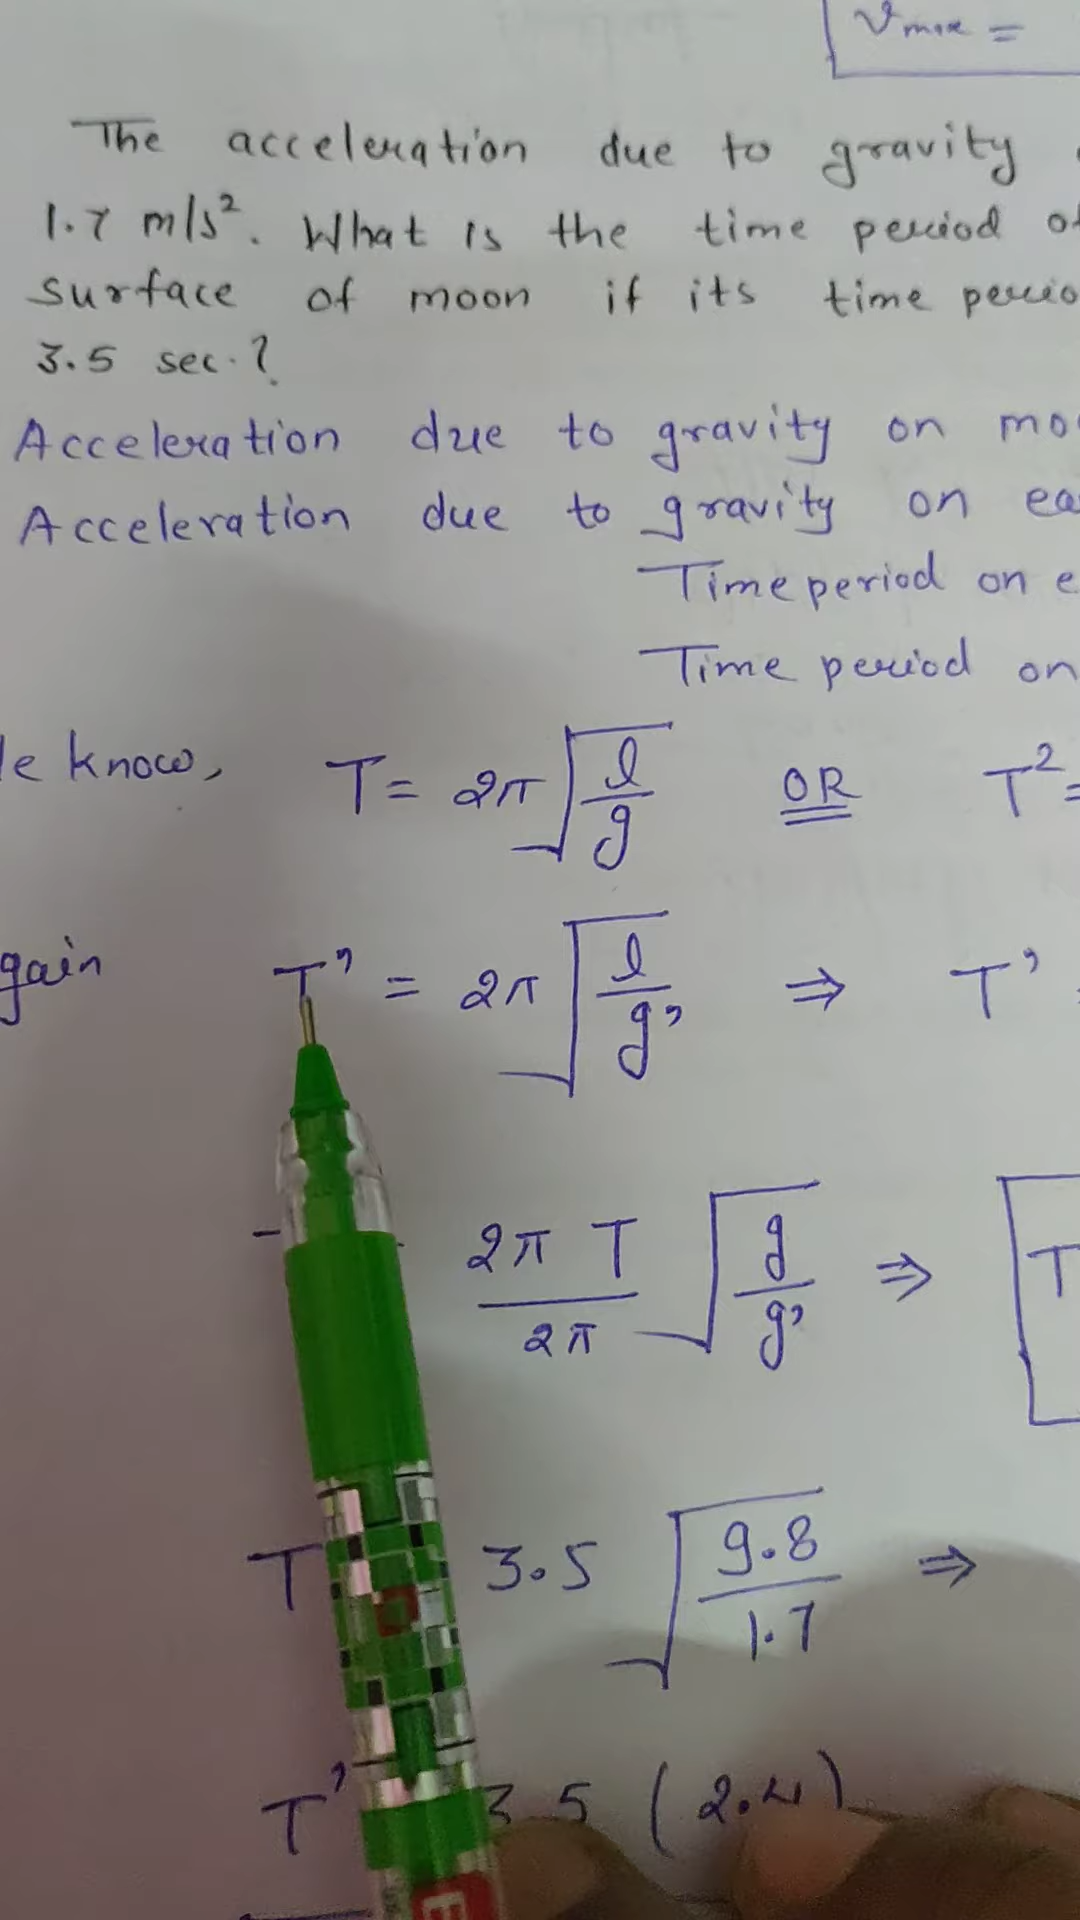 Vmax =
The acceleration due to gravity
1.7 m/s². What is the time period of
surface of moon if its time perio
3.5 sec.?
Acceleration due to gravity on mo
Acceleration due to gravity on ea
Time period on e
Time period on
le know, T = 2π √(l/g) OR T² =
gain T' = 2π √(l/g') ⇒ T'
2π T / 2π √(g/g') ⇒ T
T 3.5 √(9.8/1.7) ⇒
T' 3 5 (2.4)
E